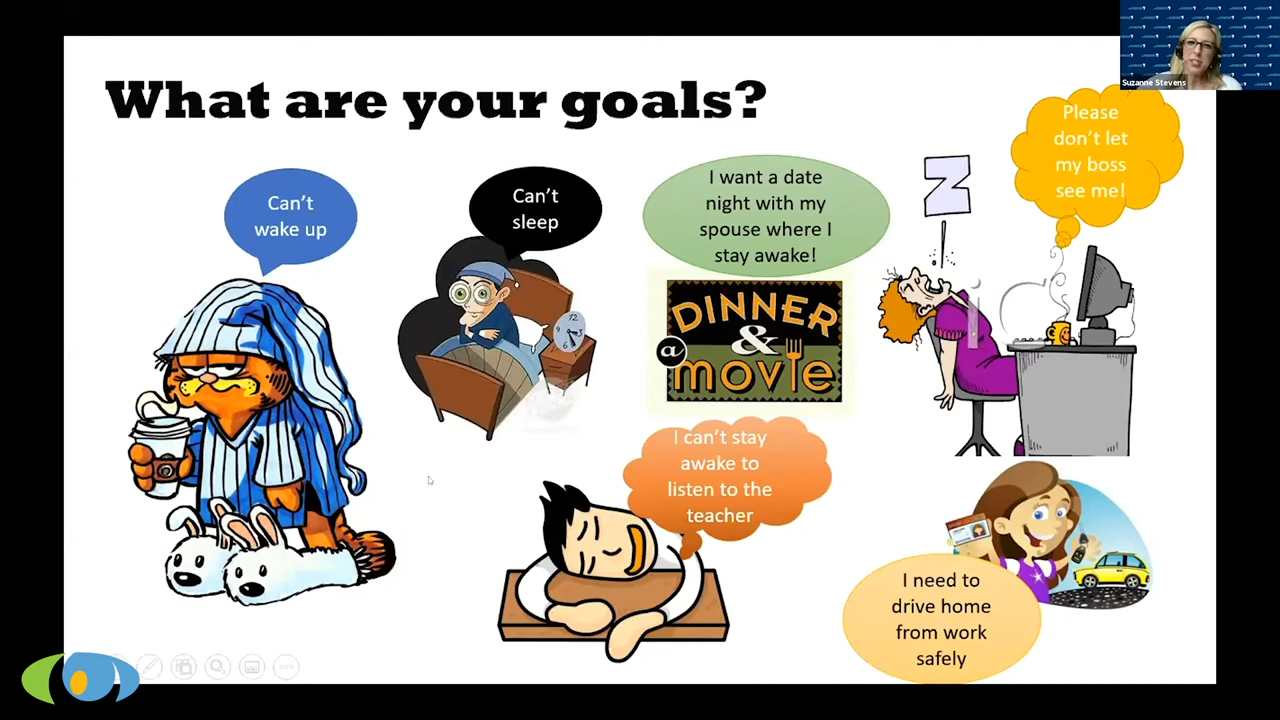 Suzanne Stevens
What are your goals?
Can't
wake up
Can't
sleep
I want a date
night with my
spouse where I
stay awake!
Please
don't let
my boss
see me!
Z
12
DINNER
&
a
movie
I can't stay
awake to
listen to the
teacher
I need to
drive home
from work
safely